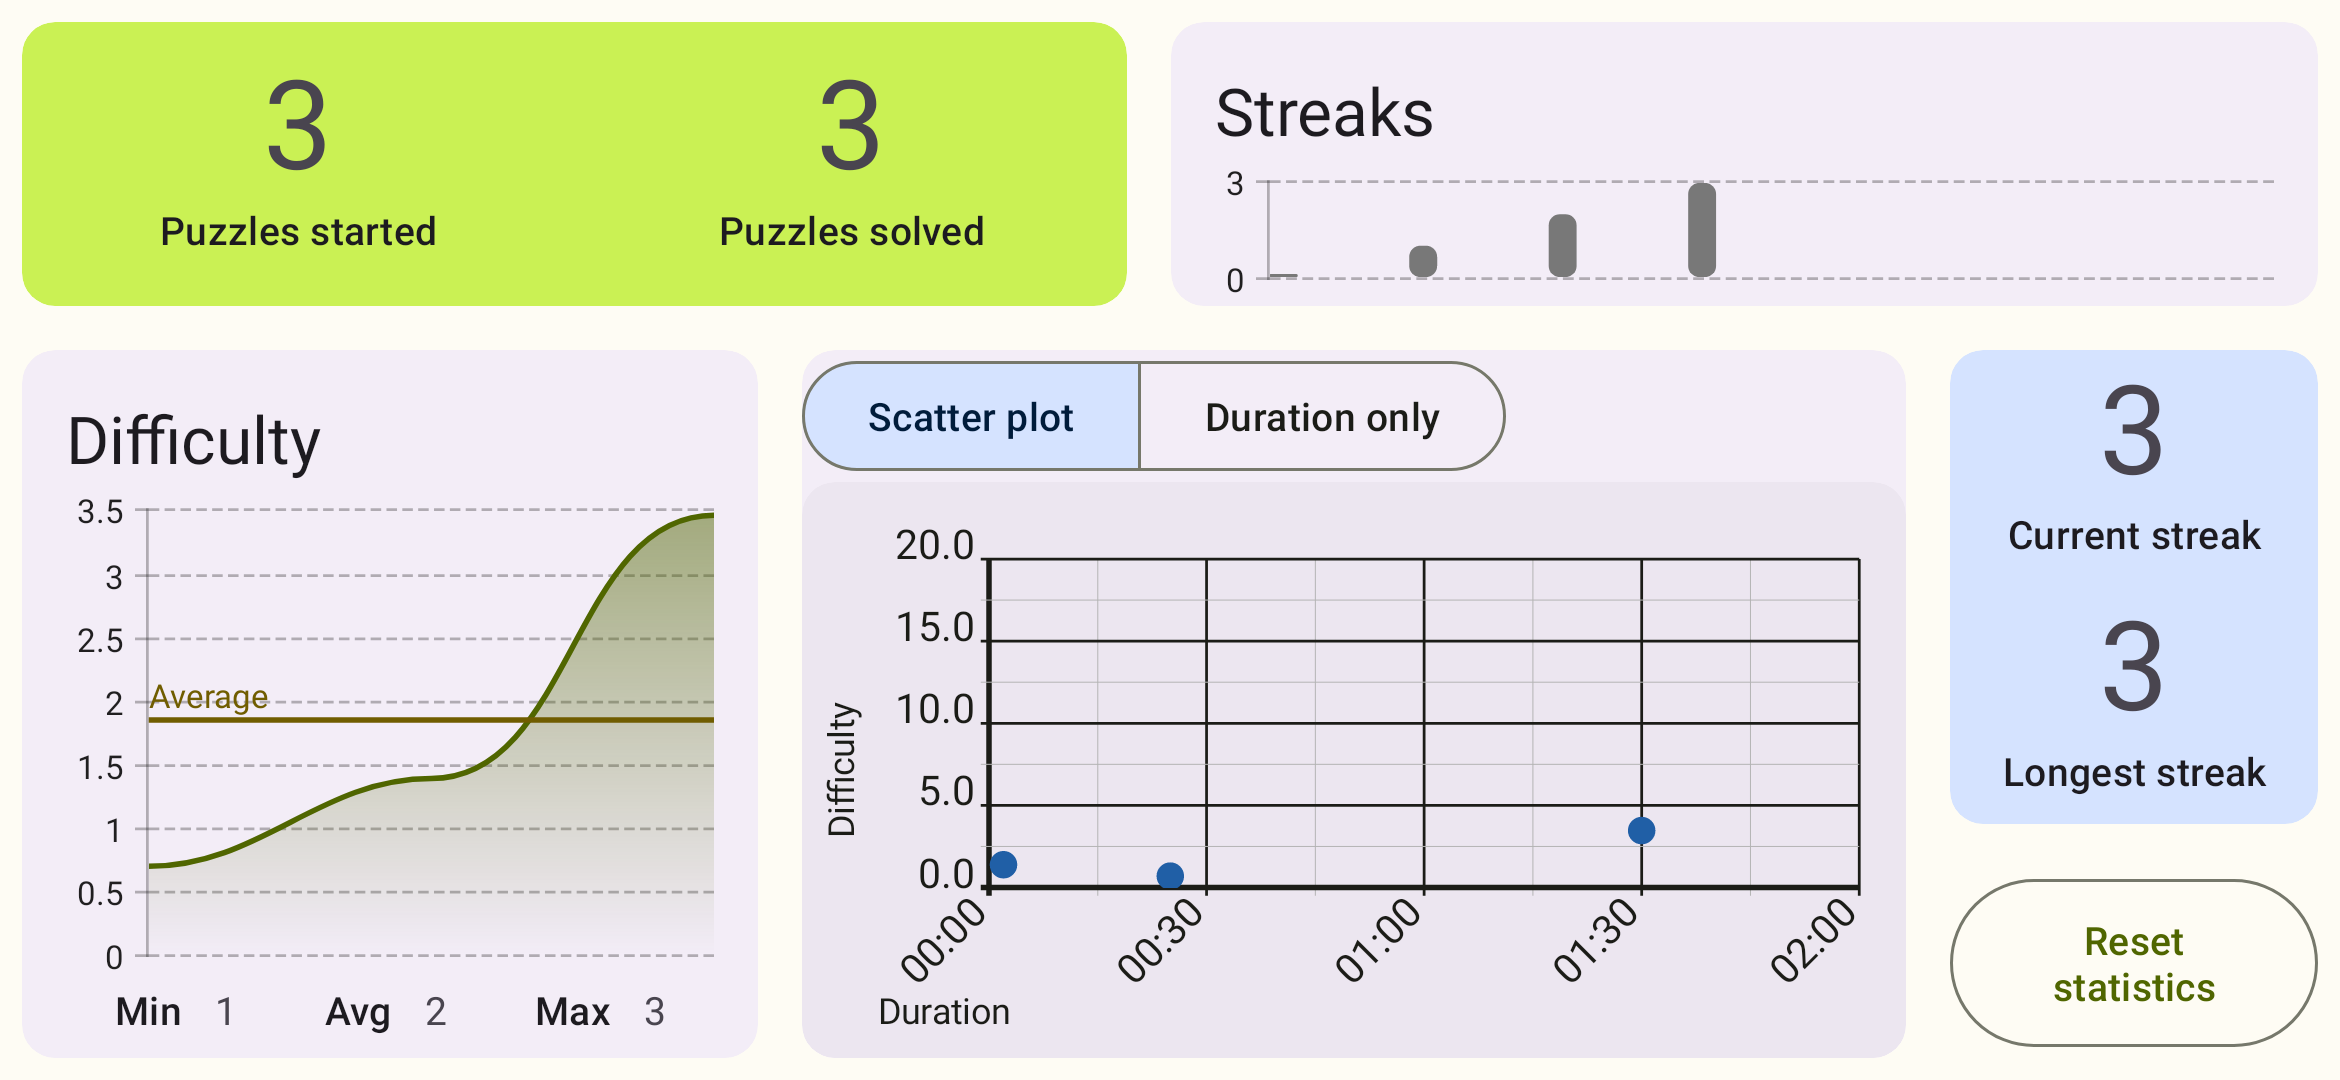 3
Puzzles started
3
Puzzles solved
Streaks
3
0
Difficulty
3.5
3
2.5
2
Average
1.5
1
0.5
0
Min 1 Avg 2 Max 3
Scatter plot
Duration only
20.0
15.0
10.0
5.0
0.0
Difficulty
00:00
00:30
01:00
01:30
02:00
Duration
3
Current streak
3
Longest streak
Reset
statistics